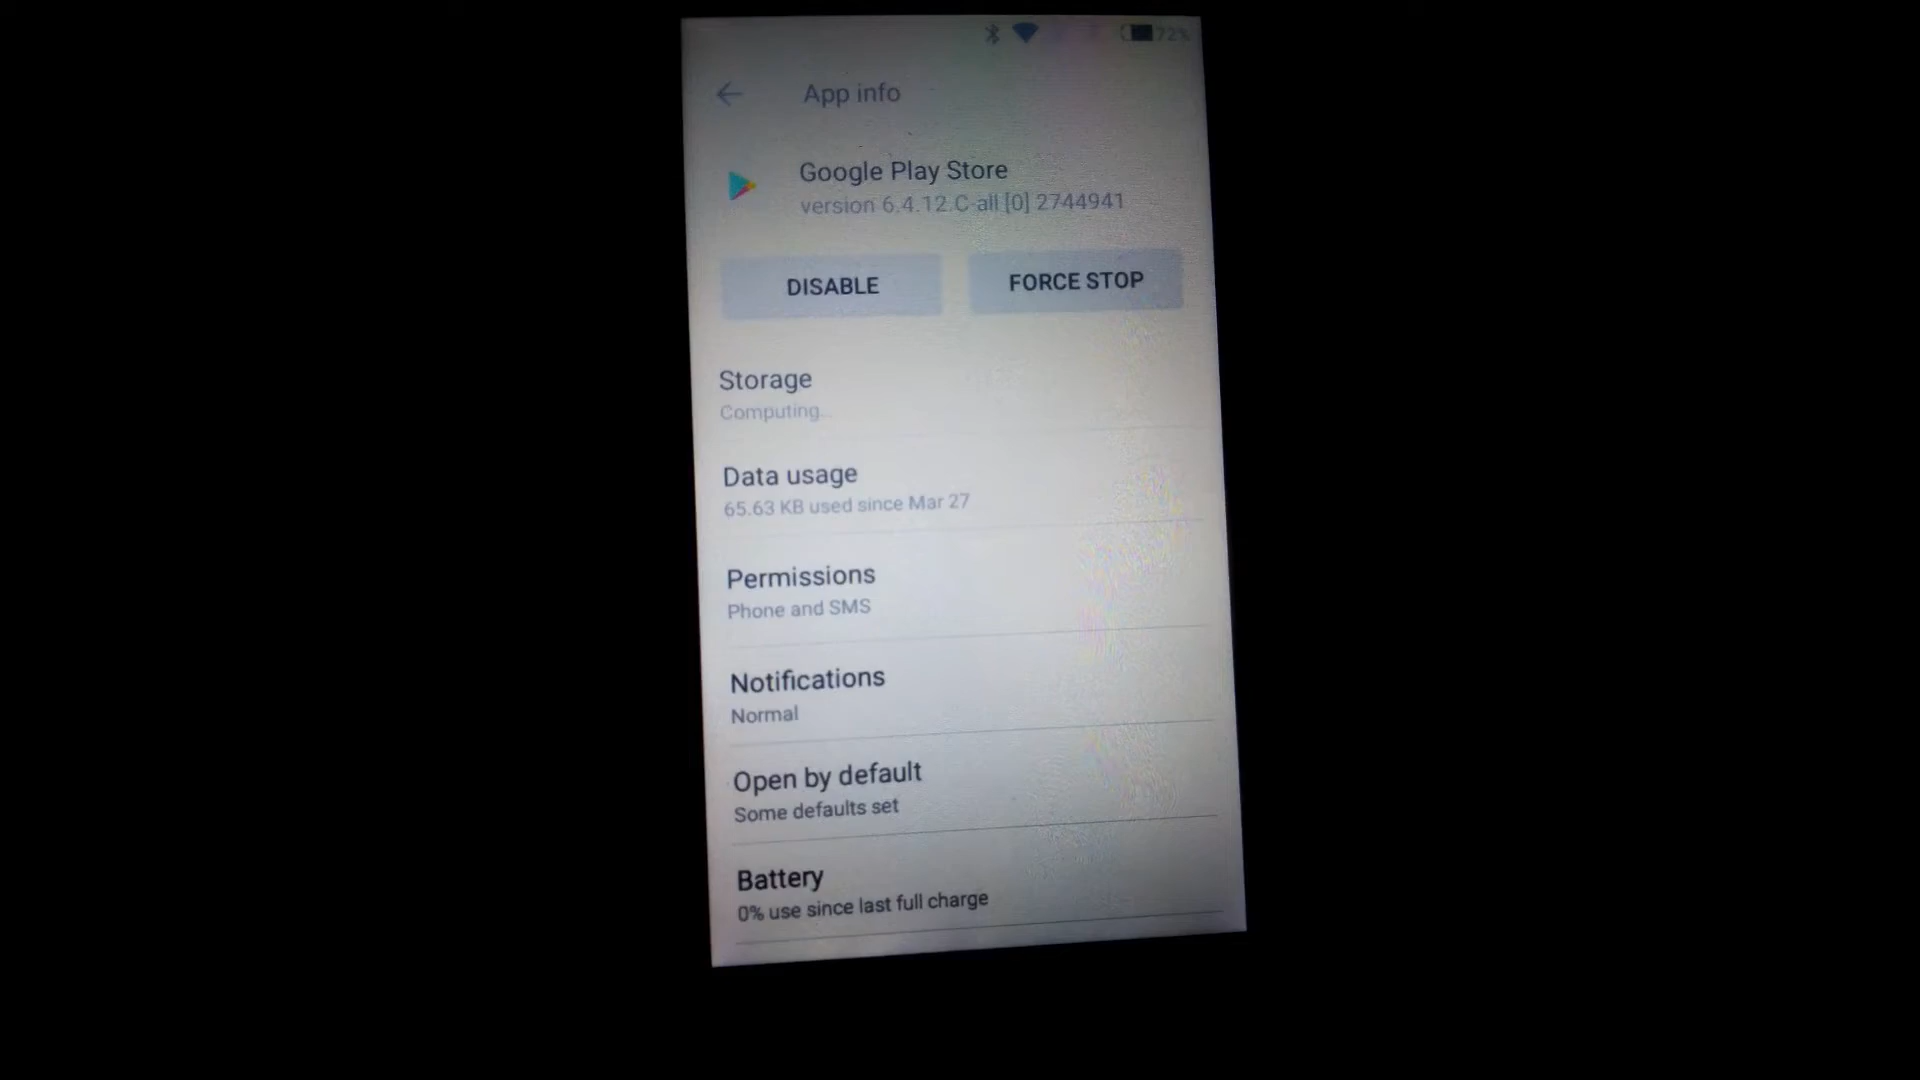 72%
App info
Google Play Store
version 6.4.12.C-all [0] 2744941
DISABLE
FORCE STOP
Storage
Computing...
Data usage
65.63 KB used since Mar 27
Permissions
Phone and SMS
Notifications
Normal
Open by default
Some defaults set
Battery
0% use since last full charge